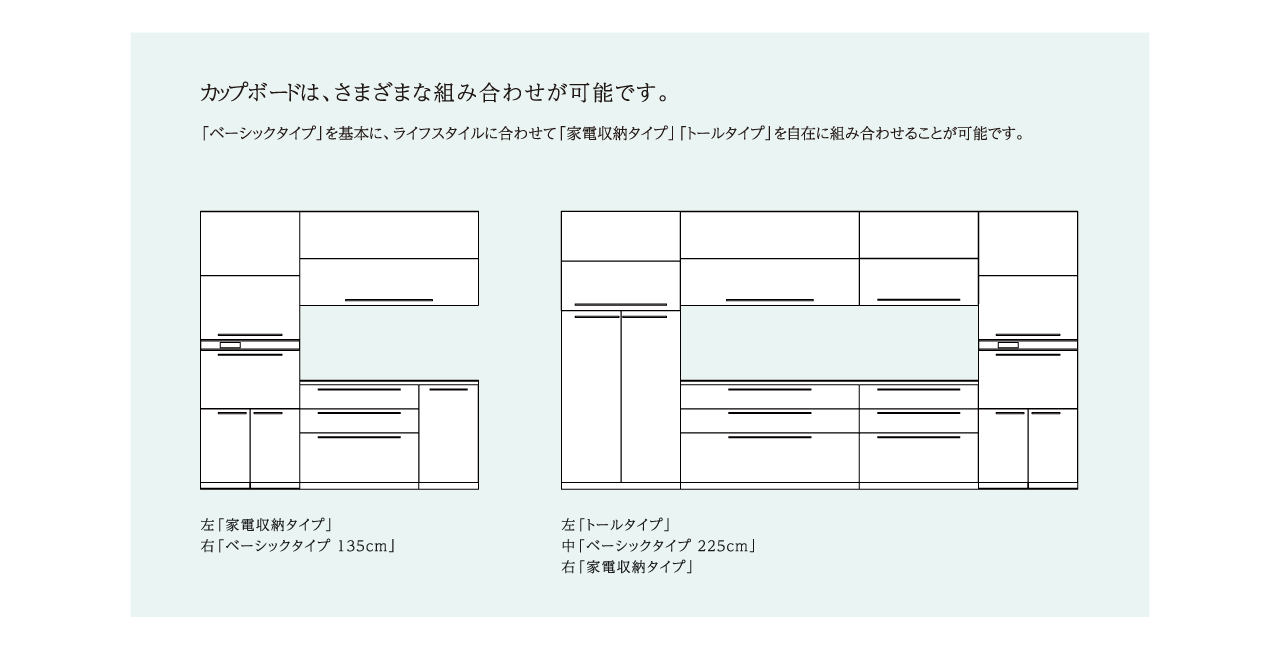 カップボードは、さまざまな組み合わせが可能です。
「ベーシックタイプ」を基本に、ライフスタイルに合わせて「家電収納タイプ」「トールタイプ」を自在に組み合わせることが可能です。
左「家電収納タイプ」
右「ベーシックタイプ 135cm」
左「トールタイプ」
中「ベーシックタイプ 225cm」
右「家電収納タイプ」